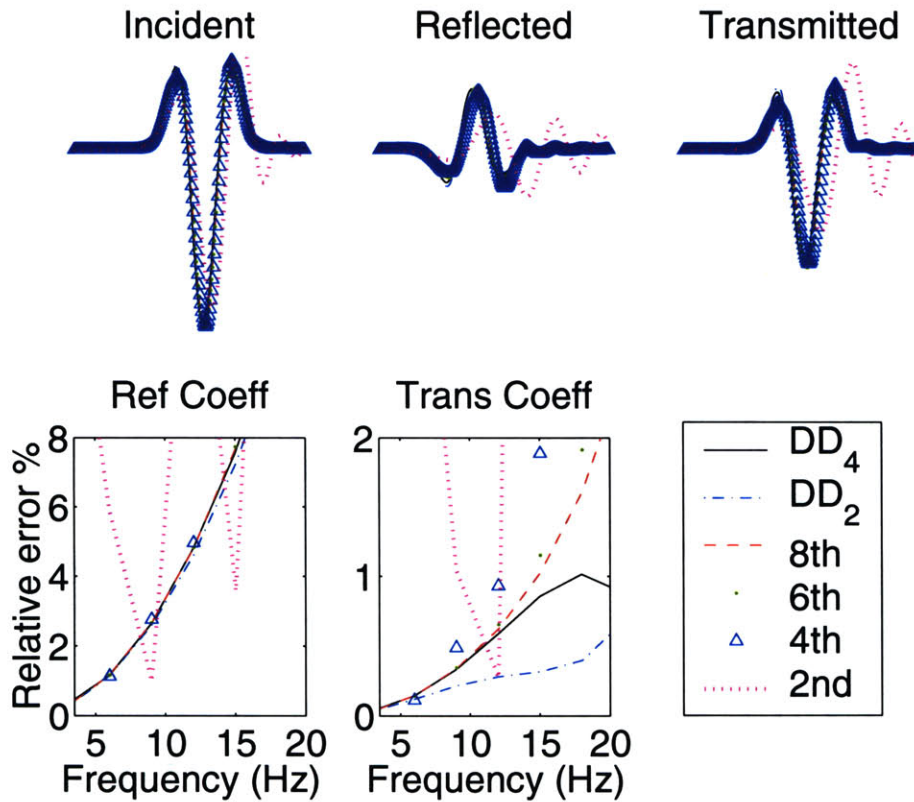 Incident
Reflected
Transmitted
Ref Coeff
Relative error %
8
6
4
2
0
5
10
15
20
Frequency (Hz)
Trans Coeff
2
1
0
5
10
15
20
Frequency (Hz)
DD4
DD2
8th
6th
4th
2nd